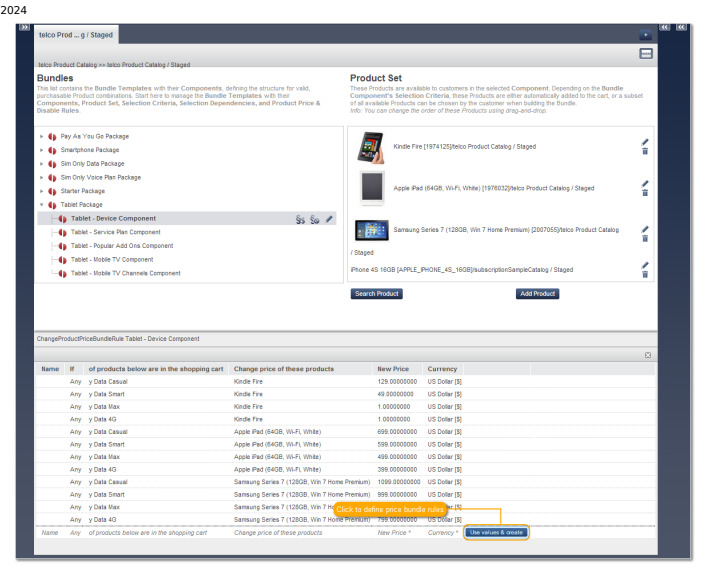 2024
telco Prod ... g / Staged
telco Product Catalog >> telco Product Catalog / Staged
Bundles
This list contains the Bundle Templates with their Components, defining the structure for valid,
purchasable Product combinations. Start here to manage the Bundle Templates with their
Components, Product Set, Selection Criteria, Selection Dependencies, and Product Price &
Disable Rules.
Product Set
These Products are available to customers in the selected Component. Depending on the Bundle
Component's Selection Criteria, these Products are either automatically added to the cart, or a subset
of all available Products can be chosen by the customer when building the Bundle.
Info: You can change the order of these Products using drag-and-drop.
Pay As You Go Package
Smartphone Package
Sim Only Data Package
Sim Only Voice Plan Package
Starter Package
Tablet Package
Tablet - Device Component
Tablet - Service Plan Component
Tablet - Popular Add Ons Component
Tablet - Mobile TV Component
Tablet - Mobile TV Channels Component
Kindle Fire [1974125]/telco Product Catalog / Staged
Apple iPad (64GB, Wi-Fi, White) [1976032]/telco Product Catalog / Staged
Samsung Series 7 (128GB, Win 7 Home Premium) [2007055]/telco Product Catalog
/ Staged
iPhone 4S 16GB [APPLE_IPHONE_4S_16GB]/subscriptionSampleCatalog / Staged
Search Product Add Product
ChangeProductPriceBundleRule Tablet - Device Component
Name If of products below are in the shopping cart Change price of these products New Price Currency
Any y Data Casual Kindle Fire 129.00000000 US Dollar [$]
Any y Data Smart Kindle Fire 49.00000000 US Dollar [$]
Any y Data Max Kindle Fire 1.00000000 US Dollar [$]
Any y Data 4G Kindle Fire 1.00000000 US Dollar [$]
Any y Data Casual Apple iPad (64GB, Wi-Fi, White) 699.00000000 US Dollar [$]
Any y Data Smart Apple iPad (64GB, Wi-Fi, White) 599.00000000 US Dollar [$]
Any y Data Max Apple iPad (64GB, Wi-Fi, White) 499.00000000 US Dollar [$]
Any y Data 4G Apple iPad (64GB, Wi-Fi, White) 399.00000000 US Dollar [$]
Any y Data Casual Samsung Series 7 (128GB, Win 7 Home Premium) 1099.00000000 US Dollar [$]
Any y Data Smart Samsung Series 7 (128GB, Win 7 Home Premium) 999.00000000 US Dollar [$]
Any y Data Max Samsung Series 7 (128GB, Win 7 Click to define price bundle rules
Any y Data 4G Samsung Series 7 (128GB, Win 7 Home Premium) 799.00000000 US Dollar [$]
Name Any of products below are in the shopping cart Change price of these products New Price * Currency * Use values & create